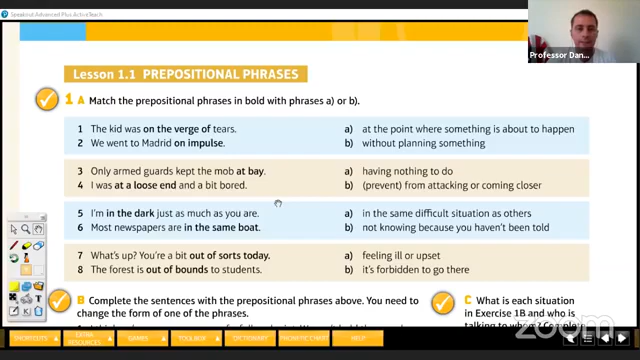 Speakout Advanced Plus ActiveTeach
Professor Dan...
Lesson 1.1 PREPOSITIONAL PHRASES
1 A Match the prepositional phrases in bold with phrases a) or b).
1 The kid was on the verge of tears. a) at the point where something is about to happen
2 We went to Madrid on impulse. b) without planning something
3 Only armed guards kept the mob at bay. a) having nothing to do
4 I was at a loose end and a bit bored. b) (prevent) from attacking or coming closer
5 I'm in the dark just as much as you are. a) in the same difficult situation as others
6 Most newspapers are in the same boat. b) not knowing because you haven't been told
7 What's up? You're a bit out of sorts today. a) feeling ill or upset
8 The forest is out of bounds to students. b) it's forbidden to go there
B Complete the sentences with the prepositional phrases above. You need to
change the form of one of the phrases.
C What is each situation
in Exercise 1B and who is
talking to whom? Complete
SHORTCUTS EXTRA RESOURCES GAMES TOOLBOX DICTIONARY PHONETIC CHART HELP
zoom